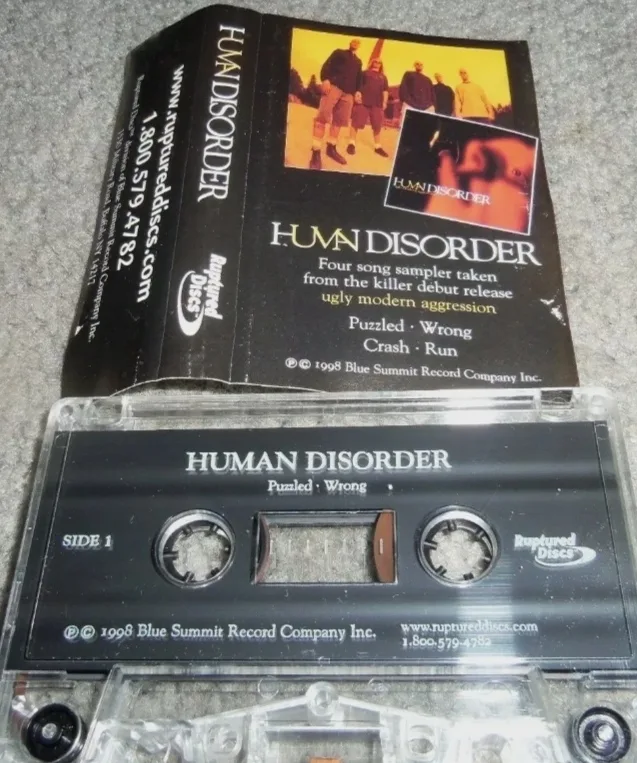 HUMAN DISORDER
Ruptured
Discs
www.ruptureddiscs.com
1.800.579.4782
HUMAN DISORDER
HUMAN DISORDER
Four song sampler taken
from the killer debut release
ugly modern aggression
Puzzled · Wrong
Crash · Run
℗ © 1998 Blue Summit Record Company Inc.
HUMAN DISORDER
Puzzled · Wrong
SIDE 1
Ruptured
Discs
℗ © 1998 Blue Summit Record Company Inc.
www.ruptureddiscs.com
1.800.579.4782